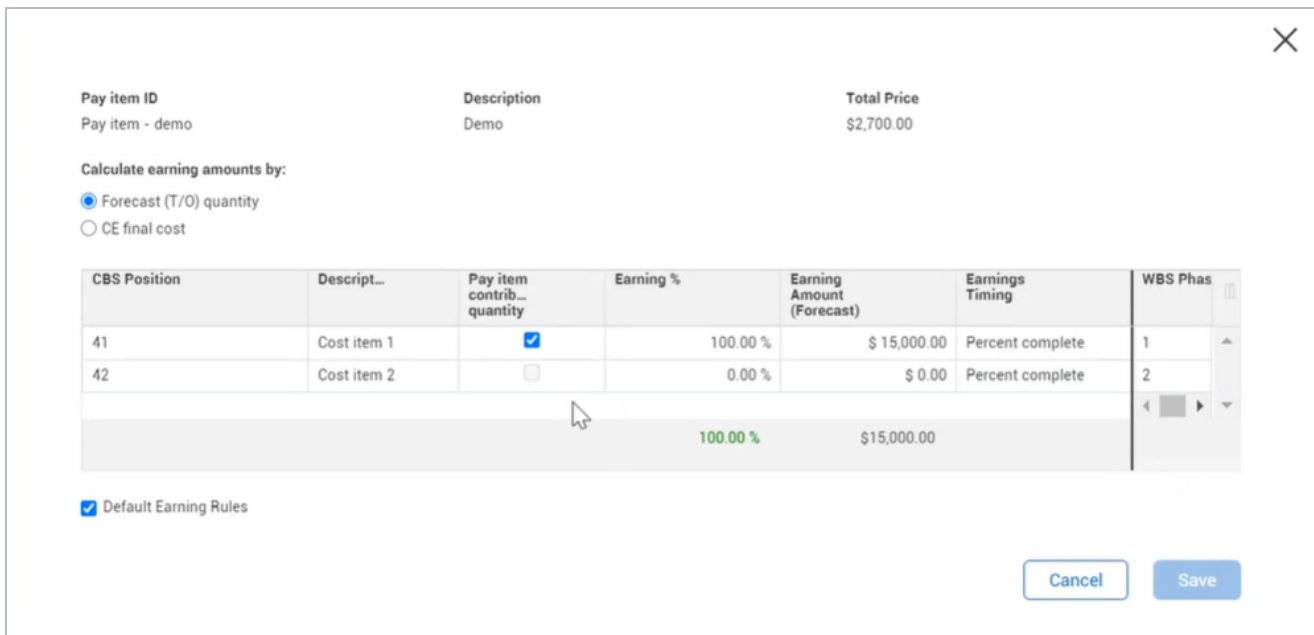 Pay item ID Description Total Price
Pay item - demo Demo $2,700.00
Calculate earning amounts by:
Forecast (T/O) quantity
CE final cost
CBS Position Descript... Pay item contrib... quantity Earning % Earning Amount (Forecast) Earnings Timing WBS Phas
41 Cost item 1 100.00 % $ 15,000.00 Percent complete 1
42 Cost item 2 0.00 % $ 0.00 Percent complete 2
100.00 % $15,000.00
Default Earning Rules
Cancel Save